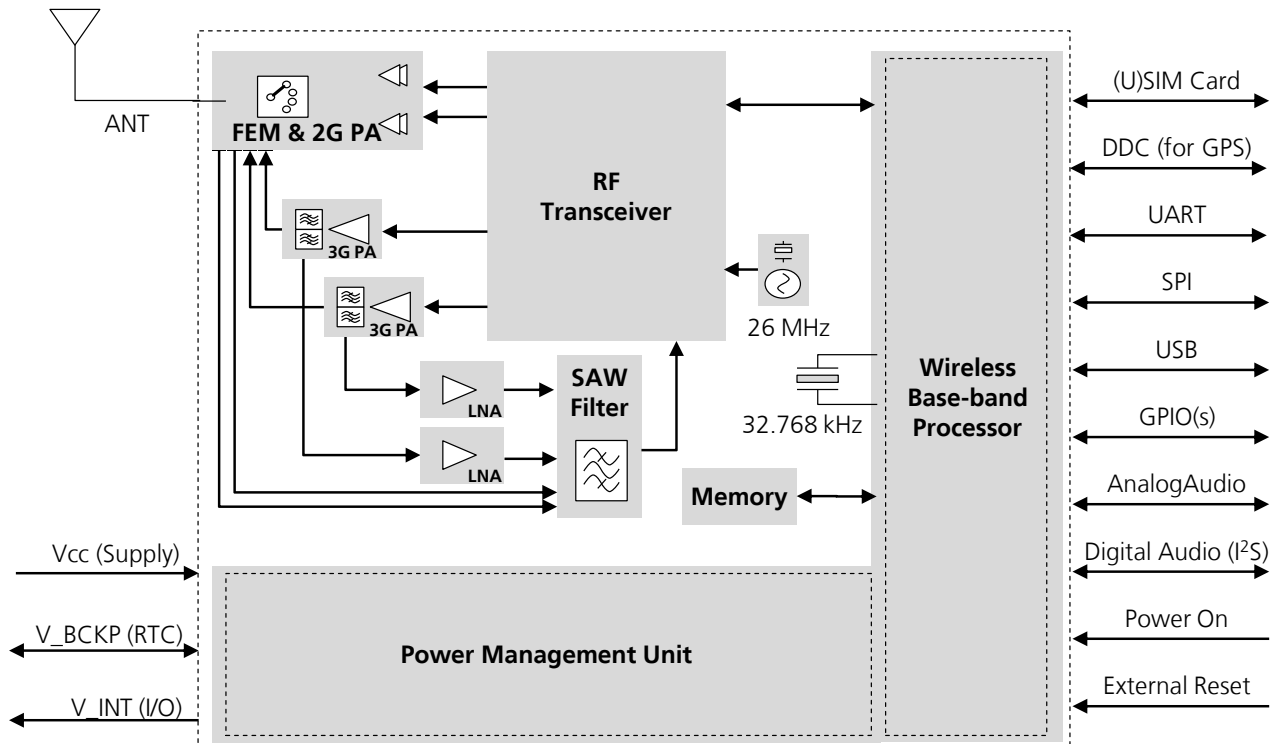 ANT
FEM & 2G PA
RF
Transceiver
3G PA
3G PA
LNA
LNA
SAW
Filter
26 MHz
32.768 kHz
Memory
Wireless
Base-band
Processor
Power Management Unit
Vcc (Supply)
V_BCKP (RTC)
V_INT (I/O)
(U)SIM Card
DDC (for GPS)
UART
SPI
USB
GPIO(s)
AnalogAudio
Digital Audio (I²S)
Power On
External Reset